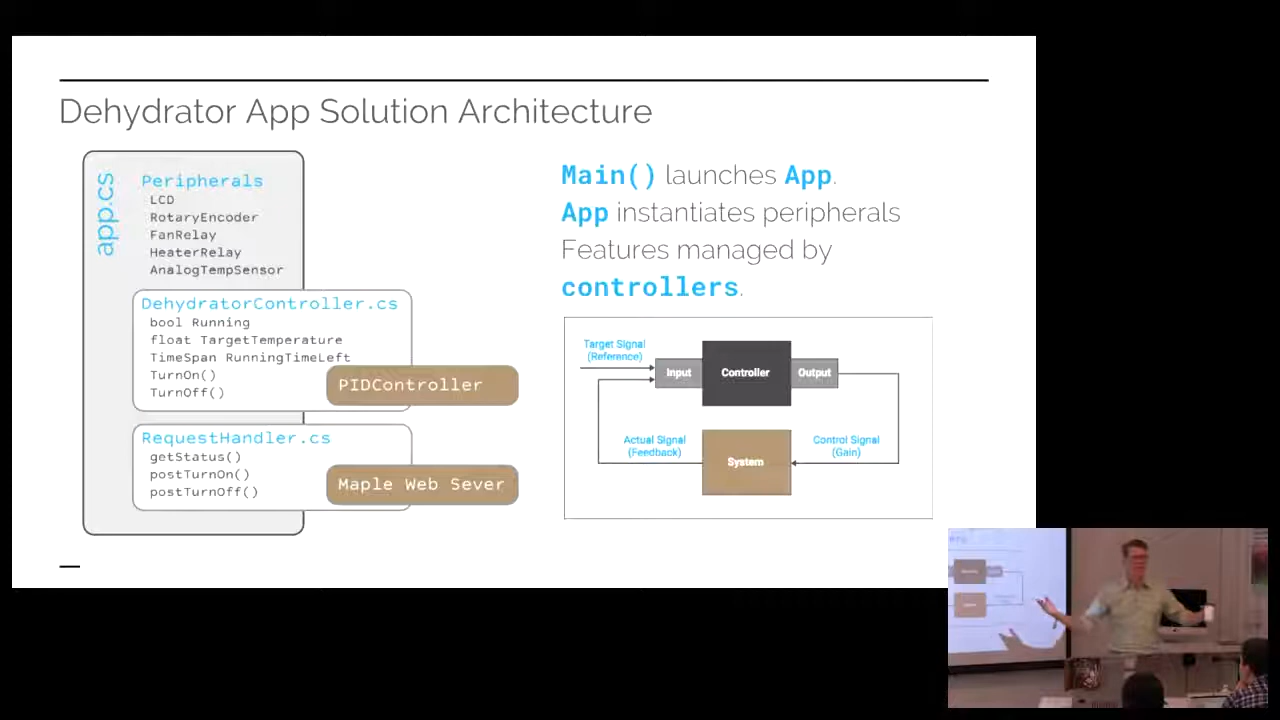 Dehydrator App Solution Architecture
app.cs
Peripherals
LCD
RotaryEncoder
FanRelay
HeaterRelay
AnalogTempSensor
DehydratorController.cs
bool Running
float TargetTemperature
TimeSpan RunningTimeLeft
TurnOn()
TurnOff()
PIDController
RequestHandler.cs
getStatus()
postTurnOn()
postTurnOff()
Maple Web Sever
Main() launches App.
App instantiates peripherals
Features managed by
controllers.
Target Signal
(Reference)
Input
Controller
Output
Actual Signal
(Feedback)
System
Control Signal
(Gain)